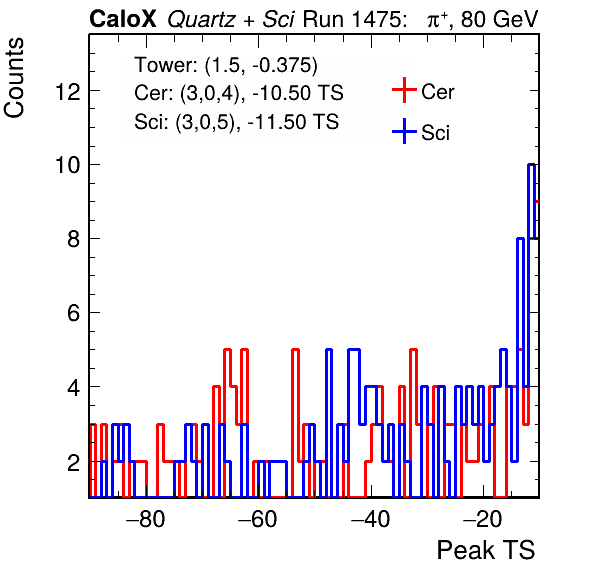 CaloX Quartz + Sci Run 1475: π⁺, 80 GeV
Tower: (1.5, -0.375)
Cer: (3,0,4), -10.50 TS
Sci: (3,0,5), -11.50 TS
Cer
Sci
Counts
12
10
8
6
4
2
−80 −60 −40 −20
Peak TS